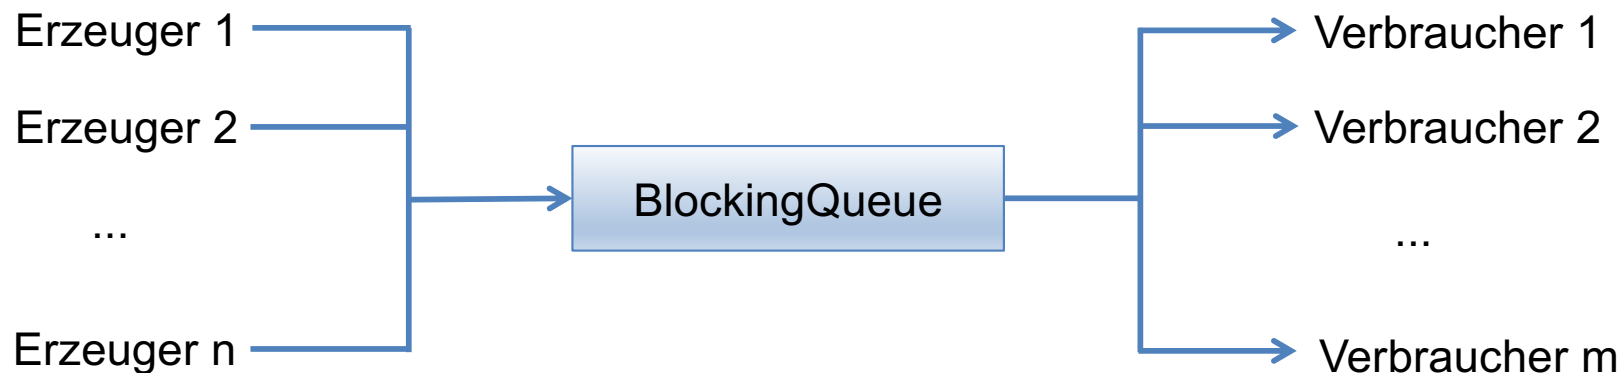 Erzeuger 1
Erzeuger 2
...
Erzeuger n
BlockingQueue
Verbraucher 1
Verbraucher 2
...
Verbraucher m